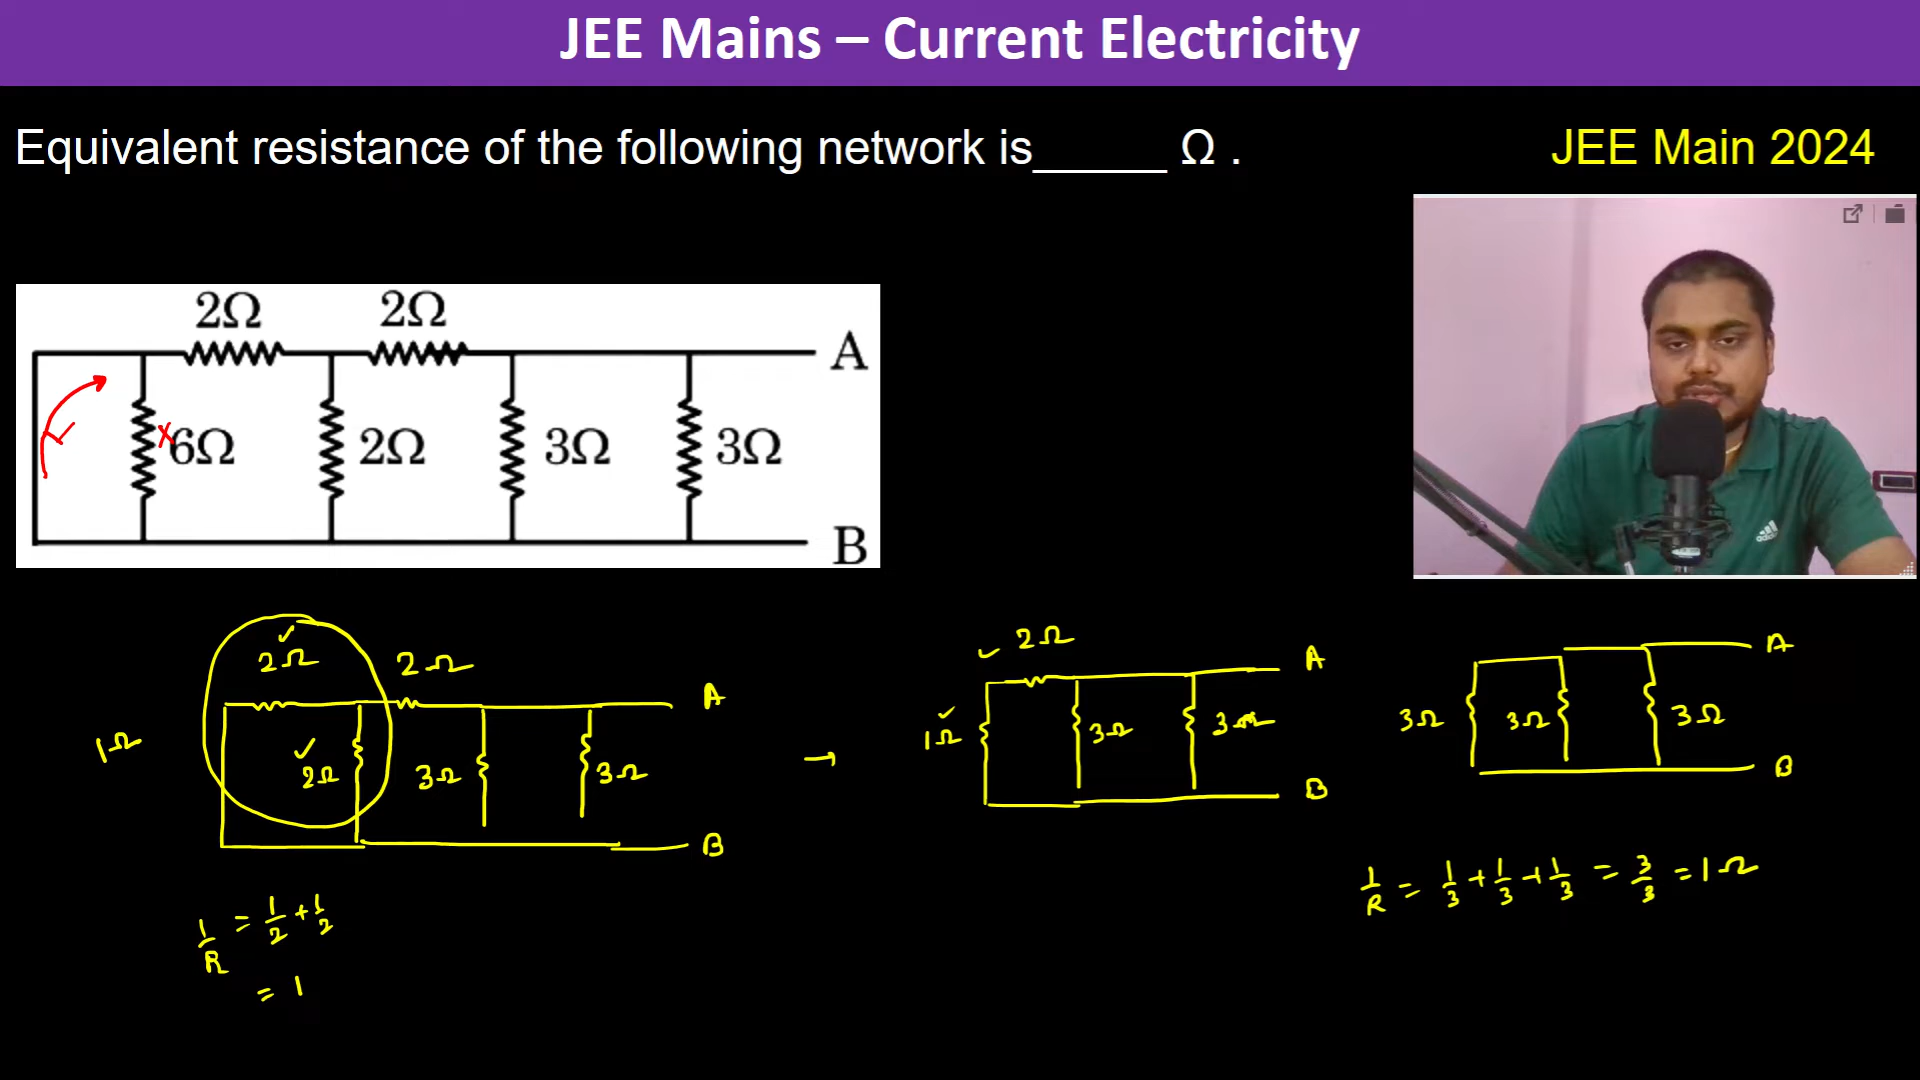 JEE Mains – Current Electricity
Equivalent resistance of the following network is______ Ω .
JEE Main 2024
2Ω 2Ω
A
×6Ω 2Ω 3Ω 3Ω
B
adidas
2Ω 2Ω
A
1Ω
2Ω 3Ω 3Ω
B
1/R = 1/2 + 1/2
= 1
→
2Ω
A
1Ω 3Ω 3Ω
B
A
3Ω 3Ω 3Ω
B
1/R = 1/3 + 1/3 + 1/3 = 3/3 = 1Ω